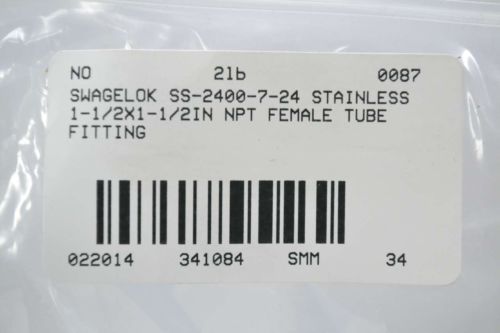 NO 2lb 0087
SWAGELOK SS-2400-7-24 STAINLESS
1-1/2X1-1/2IN NPT FEMALE TUBE
FITTING
022014 341084 SMM 34